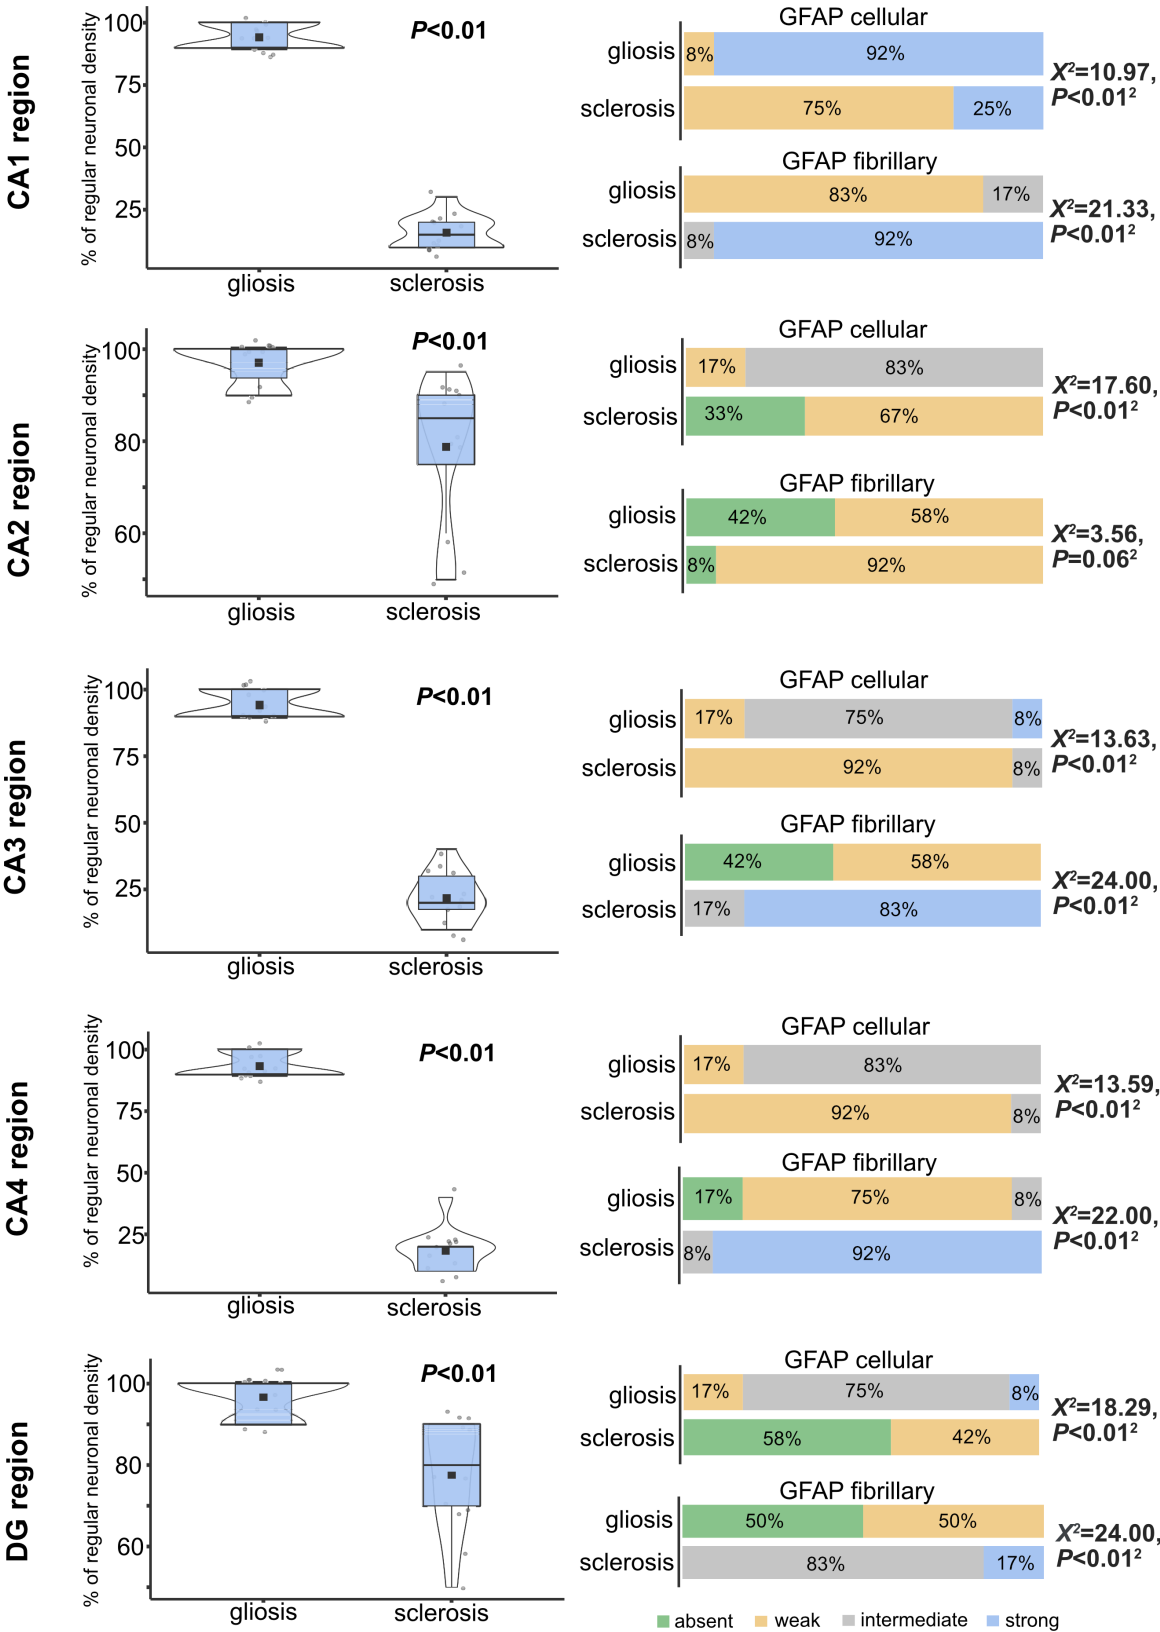 CA1 region
% of regular neuronal density
100
75
50
25
P<0.01
gliosis
sclerosis
GFAP cellular
gliosis
8%
92%
sclerosis
75%
25%
X²=10.97,
P<0.01²
GFAP fibrillary
gliosis
83%
17%
sclerosis
8%
92%
X²=21.33,
P<0.01²
CA2 region
% of regular neuronal density
100
80
60
P<0.01
gliosis
sclerosis
GFAP cellular
gliosis
17%
83%
sclerosis
33%
67%
X²=17.60,
P<0.01²
GFAP fibrillary
gliosis
42%
58%
sclerosis
8%
92%
X²=3.56,
P=0.06²
CA3 region
% of regular neuronal density
100
75
50
25
P<0.01
gliosis
sclerosis
GFAP cellular
gliosis
17%
75%
8%
sclerosis
92%
8%
X²=13.63,
P<0.01²
GFAP fibrillary
gliosis
42%
58%
sclerosis
17%
83%
X²=24.00,
P<0.01²
CA4 region
% of regular neuronal density
100
75
50
25
P<0.01
gliosis
sclerosis
GFAP cellular
gliosis
17%
83%
sclerosis
92%
8%
X²=13.59,
P<0.01²
GFAP fibrillary
gliosis
17%
75%
8%
sclerosis
8%
92%
X²=22.00,
P<0.01²
DG region
% of regular neuronal density
100
80
60
P<0.01
gliosis
sclerosis
GFAP cellular
gliosis
17%
75%
8%
sclerosis
58%
42%
X²=18.29,
P<0.01²
GFAP fibrillary
gliosis
50%
50%
sclerosis
83%
17%
X²=24.00,
P<0.01²
absent weak intermediate strong